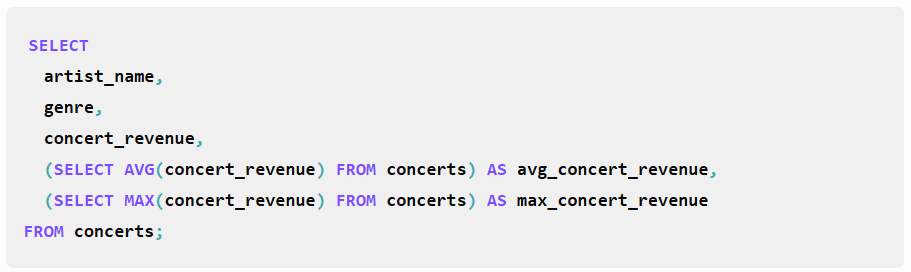 SELECT
artist_name,
genre,
concert_revenue,
(SELECT AVG(concert_revenue) FROM concerts) AS avg_concert_revenue,
(SELECT MAX(concert_revenue) FROM concerts) AS max_concert_revenue
FROM concerts;